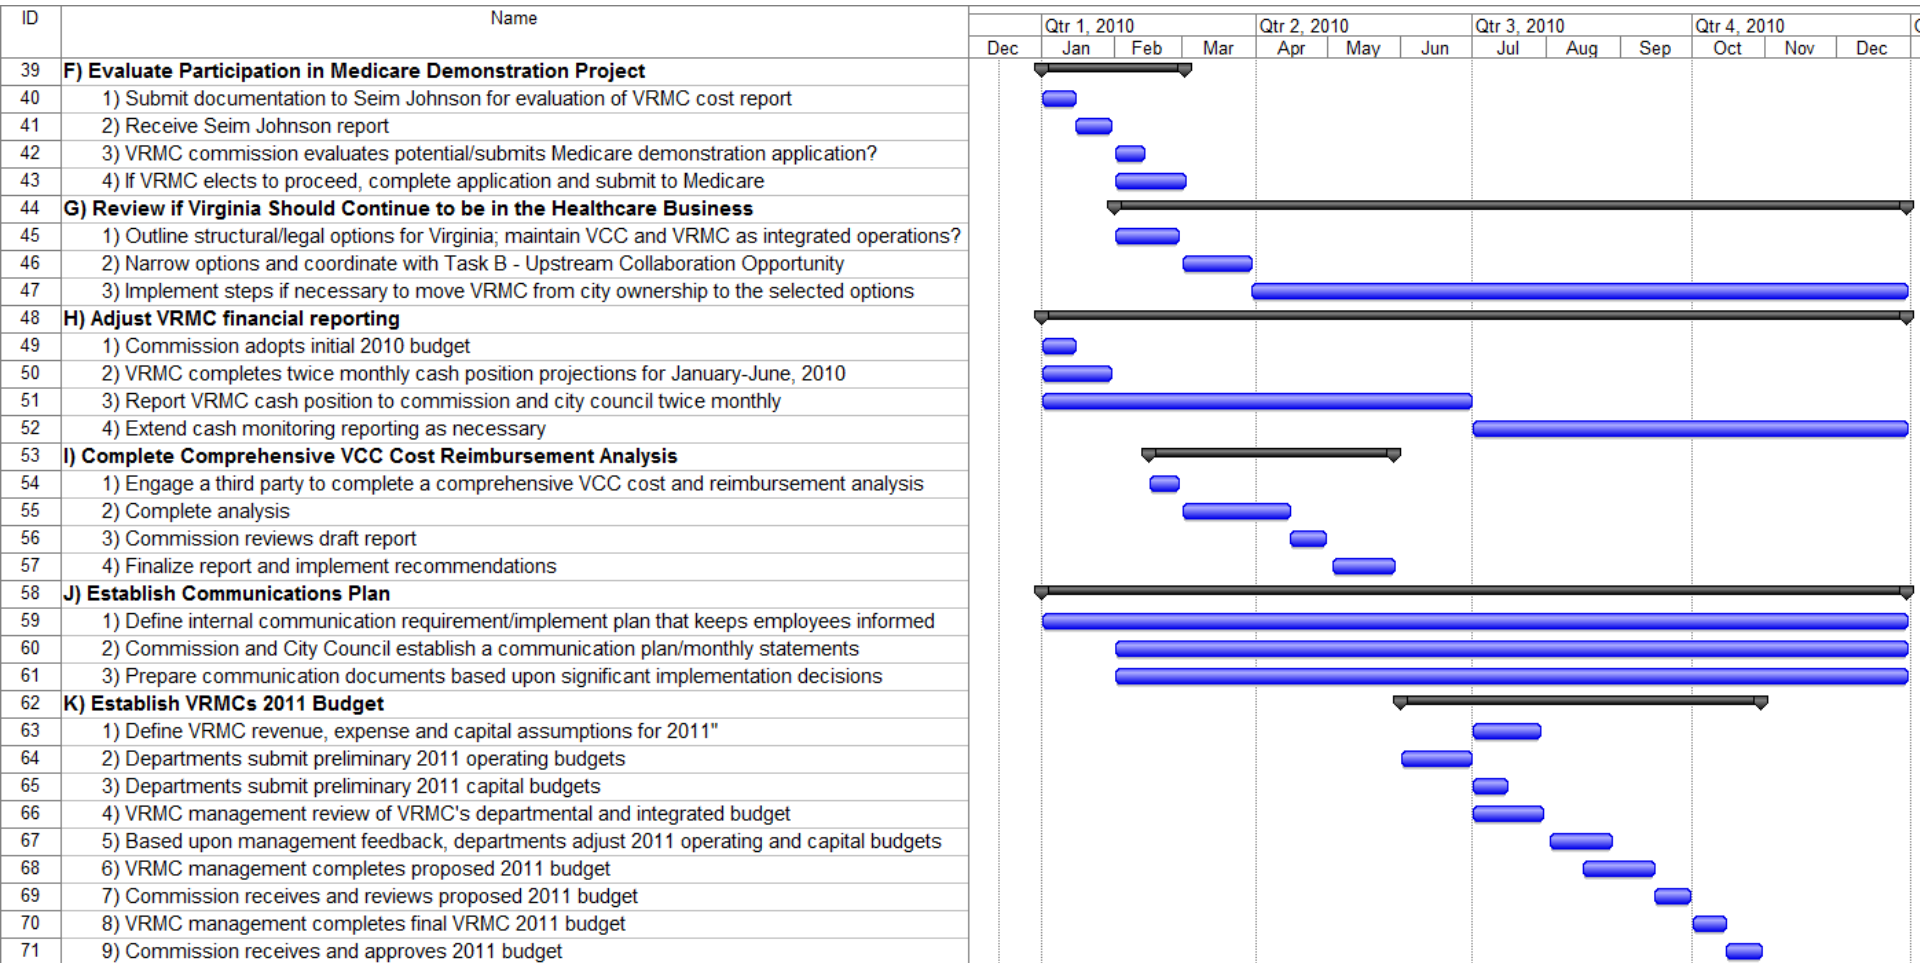 ID Name Qtr 1, 2010 Qtr 2, 2010 Qtr 3, 2010 Qtr 4, 2010
Dec Jan Feb Mar Apr May Jun Jul Aug Sep Oct Nov Dec
39 F) Evaluate Participation in Medicare Demonstration Project
40 1) Submit documentation to Seim Johnson for evaluation of VRMC cost report
41 2) Receive Seim Johnson report
42 3) VRMC commission evaluates potential/submits Medicare demonstration application?
43 4) If VRMC elects to proceed, complete application and submit to Medicare
44 G) Review if Virginia Should Continue to be in the Healthcare Business
45 1) Outline structural/legal options for Virginia; maintain VCC and VRMC as integrated operations?
46 2) Narrow options and coordinate with Task B - Upstream Collaboration Opportunity
47 3) Implement steps if necessary to move VRMC from city ownership to the selected options
48 H) Adjust VRMC financial reporting
49 1) Commission adopts initial 2010 budget
50 2) VRMC completes twice monthly cash position projections for January-June, 2010
51 3) Report VRMC cash position to commission and city council twice monthly
52 4) Extend cash monitoring reporting as necessary
53 I) Complete Comprehensive VCC Cost Reimbursement Analysis
54 1) Engage a third party to complete a comprehensive VCC cost and reimbursement analysis
55 2) Complete analysis
56 3) Commission reviews draft report
57 4) Finalize report and implement recommendations
58 J) Establish Communications Plan
59 1) Define internal communication requirement/implement plan that keeps employees informed
60 2) Commission and City Council establish a communication plan/monthly statements
61 3) Prepare communication documents based upon significant implementation decisions
62 K) Establish VRMCs 2011 Budget
63 1) Define VRMC revenue, expense and capital assumptions for 2011"
64 2) Departments submit preliminary 2011 operating budgets
65 3) Departments submit preliminary 2011 capital budgets
66 4) VRMC management review of VRMC's departmental and integrated budget
67 5) Based upon management feedback, departments adjust 2011 operating and capital budgets
68 6) VRMC management completes proposed 2011 budget
69 7) Commission receives and reviews proposed 2011 budget
70 8) VRMC management completes final VRMC 2011 budget
71 9) Commission receives and approves 2011 budget